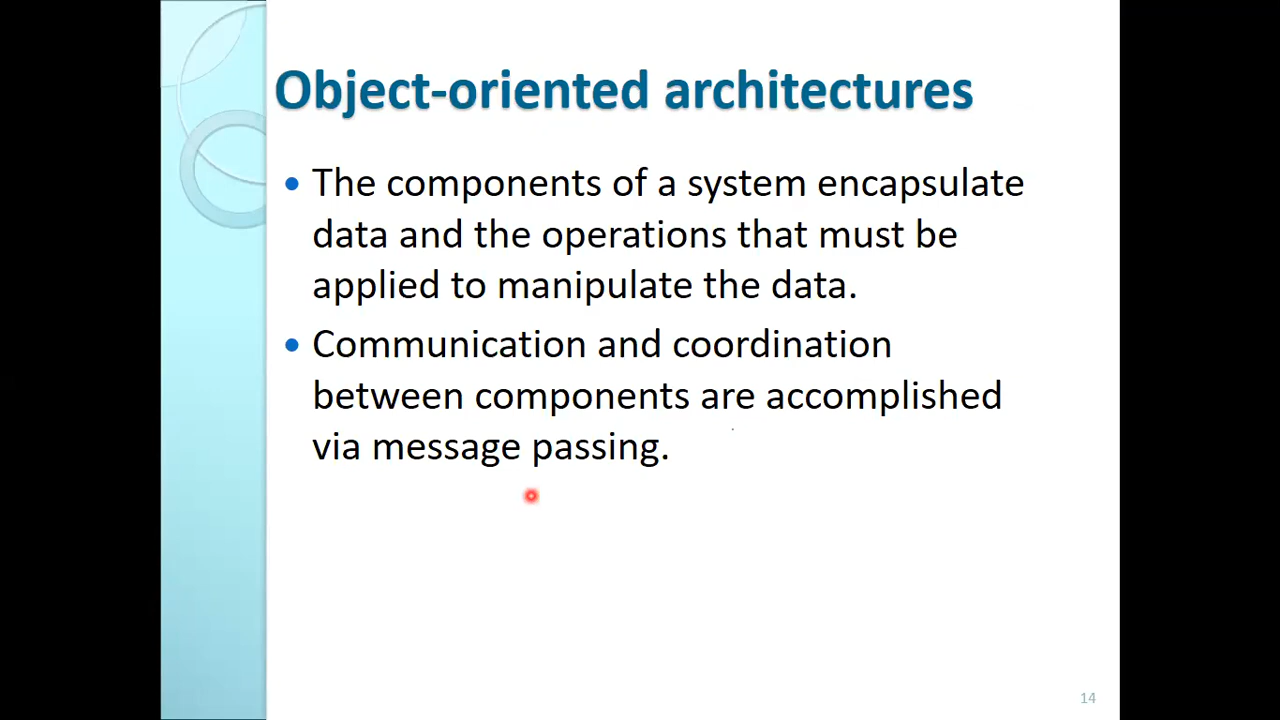 Object-oriented architectures
• The components of a system encapsulate
data and the operations that must be
applied to manipulate the data.
• Communication and coordination
between components are accomplished
via message passing.
14